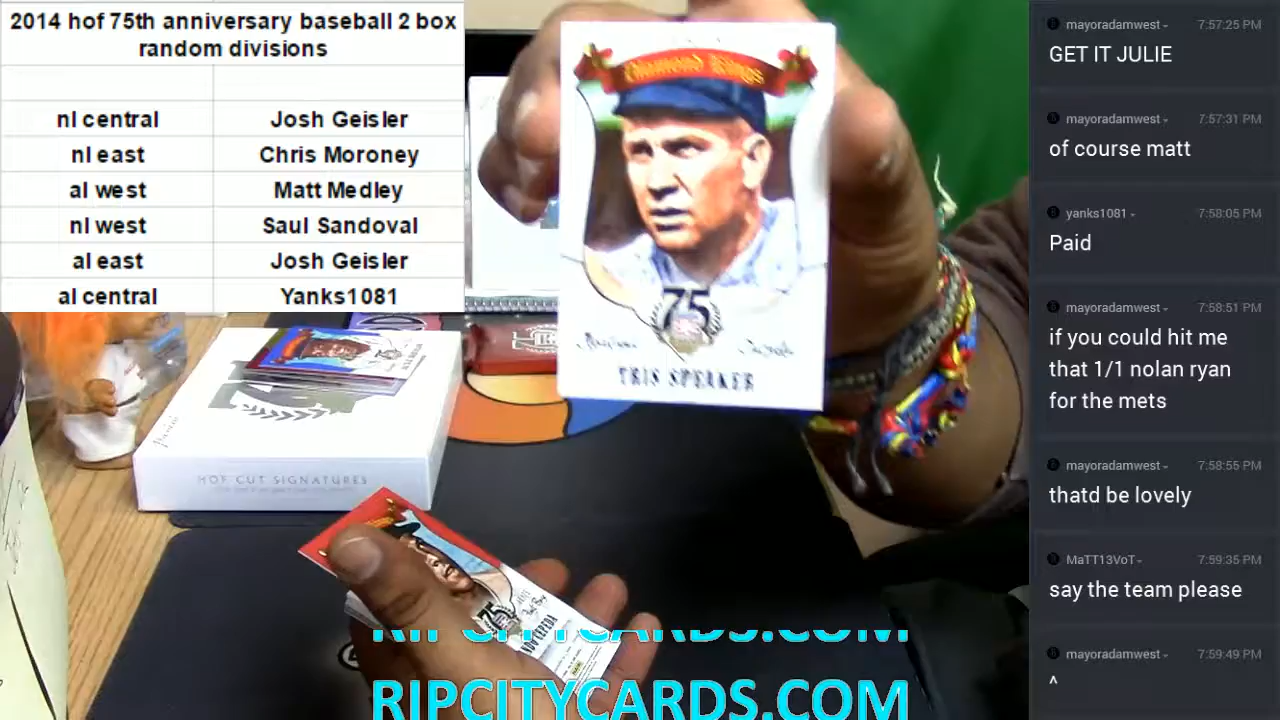 2014 hof 75th anniversary baseball 2 box
random divisions
nl central Josh Geisler
nl east Chris Moroney
al west Matt Medley
nl west Saul Sandoval
al east Josh Geisler
al central Yanks1081
Diamond Kings
75
TRIS SPEAKER
Panini
HOF CUT SIGNATURES
75
RIPCITYCARDS.COM
RIPCITYCARDS.COM
mayoradamwest 7:57:25 PM
GET IT JULIE
mayoradamwest 7:57:31 PM
of course matt
yanks1081 7:58:05 PM
Paid
mayoradamwest 7:58:51 PM
if you could hit me
that 1/1 nolan ryan
for the mets
mayoradamwest 7:58:55 PM
thatd be lovely
MaTT13VoT 7:59:35 PM
say the team please
mayoradamwest 7:59:49 PM
^